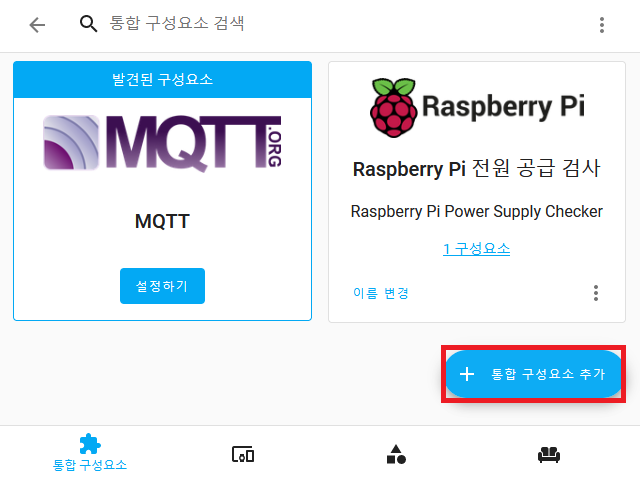 통합 구성요소 검색
발견된 구성요소
MQTT.ORG
MQTT
설정하기
Raspberry Pi
Raspberry Pi 전원 공급 검사
Raspberry Pi Power Supply Checker
1 구성요소
이름 변경
통합 구성요소 추가
통합 구성요소